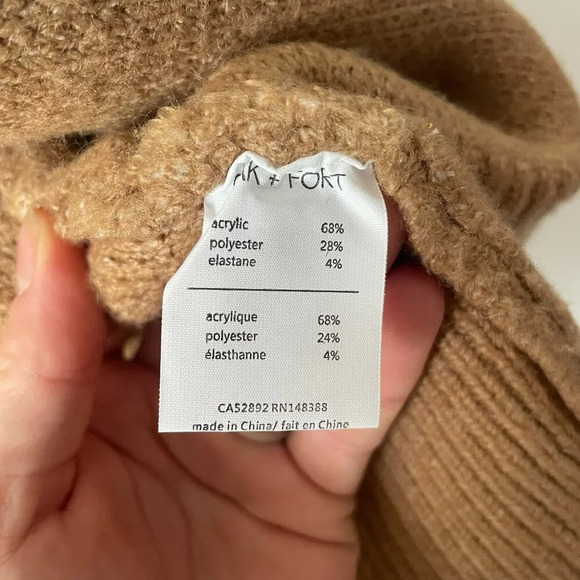 + FORT
acrylic 68%
polyester 28%
elastane 4%
acrylique 68%
polyester 24%
élasthanne 4%
CA52892 RN148388
made in China/ fait en Chine